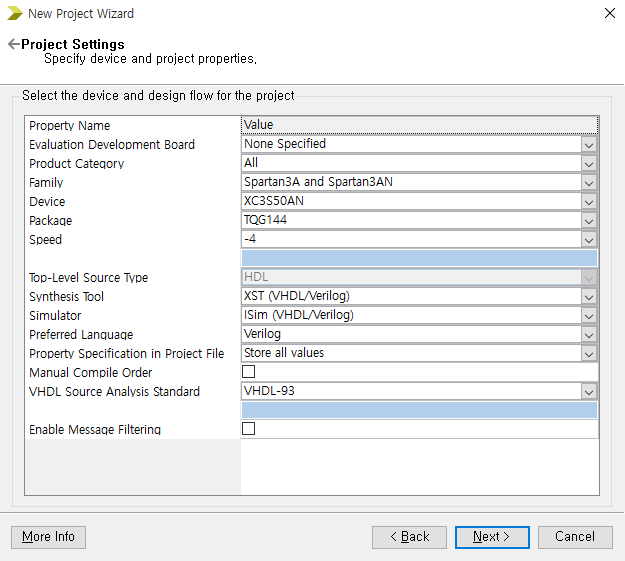 New Project Wizard
Project Settings
Specify device and project properties.
Select the device and design flow for the project
Property Name Value
Evaluation Development Board None Specified
Product Category All
Family Spartan3A and Spartan3AN
Device XC3S50AN
Package TQG144
Speed -4
Top-Level Source Type HDL
Synthesis Tool XST (VHDL/Verilog)
Simulator ISim (VHDL/Verilog)
Preferred Language Verilog
Property Specification in Project File Store all values
Manual Compile Order
VHDL Source Analysis Standard VHDL-93
Enable Message Filtering
More Info < Back Next > Cancel